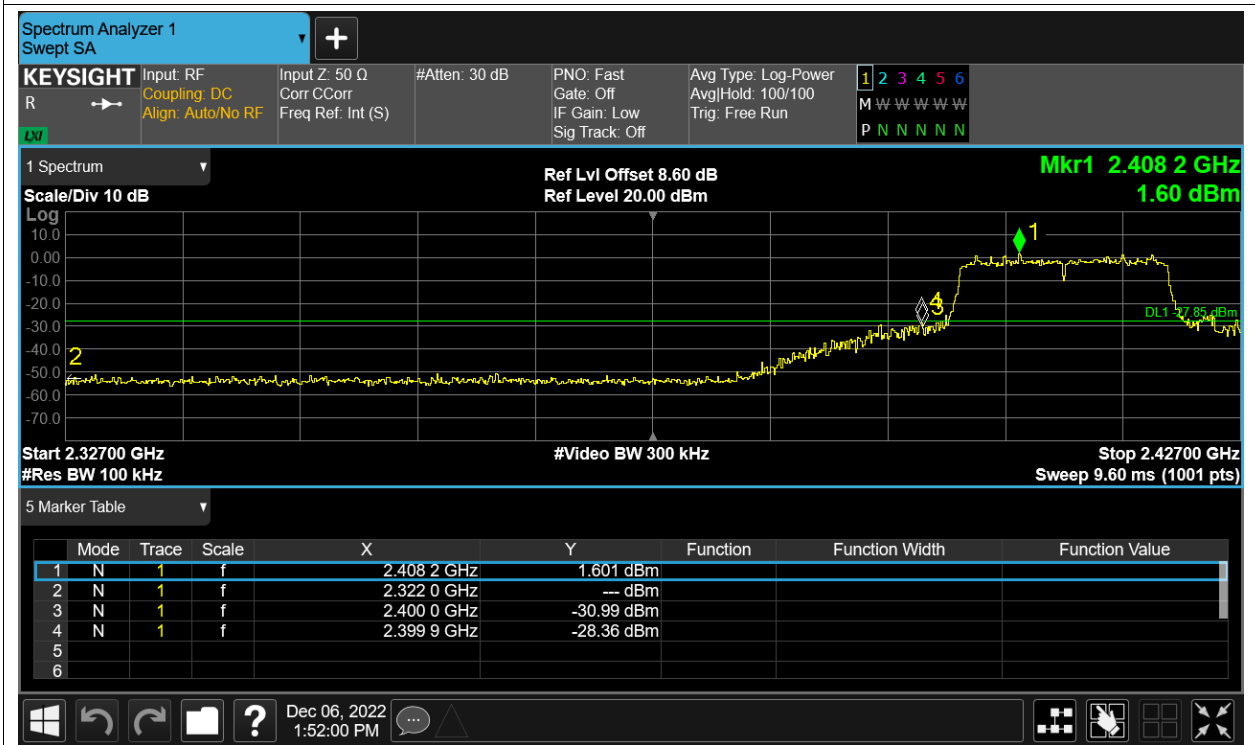 Spectrum Analyzer 1
Swept SA
KEYSIGHT
R
LXI
Input: RF
Coupling: DC
Align: Auto/No RF
Input Z: 50 Ω
Corr CCorr
Freq Ref: Int (S)
#Atten: 30 dB
PNO: Fast
Gate: Off
IF Gain: Low
Sig Track: Off
Avg Type: Log-Power
Avg|Hold: 100/100
Trig: Free Run
1 2 3 4 5 6
M W W W W W
P N N N N N
1 Spectrum
Scale/Div 10 dB
Ref Lvl Offset 8.60 dB
Ref Level 20.00 dBm
Mkr1 2.408 2 GHz
1.60 dBm
Log
10.0
0.00
-10.0
-20.0
-30.0
-40.0
-50.0
-60.0
-70.0
1
2
4
3
DL1 -27.85 dBm
Start 2.32700 GHz
#Video BW 300 kHz
Stop 2.42700 GHz
#Res BW 100 kHz
Sweep 9.60 ms (1001 pts)
5 Marker Table
Mode Trace Scale X Y Function Function Width Function Value
1 N 1 f 2.408 2 GHz 1.601 dBm
2 N 1 f 2.322 0 GHz --- dBm
3 N 1 f 2.400 0 GHz -30.99 dBm
4 N 1 f 2.399 9 GHz -28.36 dBm
5
6
?
Dec 06, 2022
1:52:00 PM